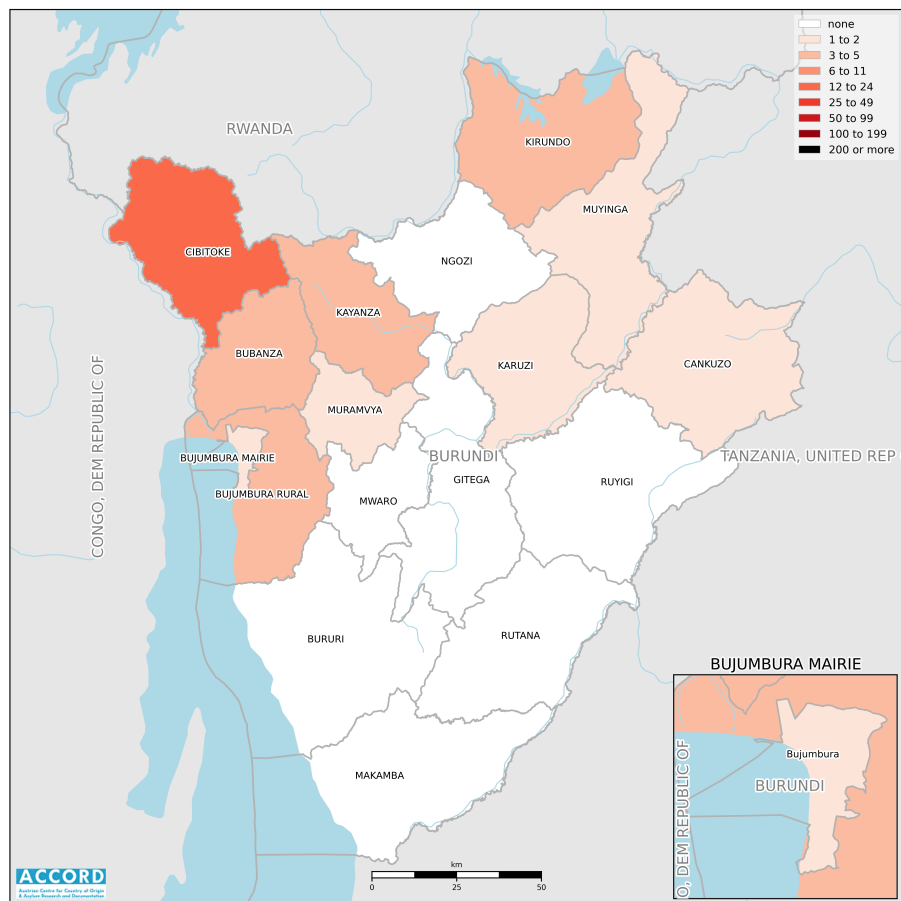 none
1 to 2
3 to 5
6 to 11
12 to 24
25 to 49
50 to 99
100 to 199
200 or more
RWANDA
KIRUNDO
MUYINGA
CIBITOKE
NGOZI
KAYANZA
BUBANZA
KARUZI
CANKUZO
MURAMVYA
CONGO, DEM REPUBLIC OF
BUJUMBURA MAIRIE
BURUNDI
TANZANIA, UNITED REP
GITEGA
RUYIGI
BUJUMBURA RURAL
MWARO
BURURI
RUTANA
MAKAMBA
BUJUMBURA MAIRIE
Bujumbura
BURUNDI
O, DEM REPUBLIC OF
km
0 25 50
ACCORD
Austrian Centre for Country of Origin
& Asylum Research and Documentation